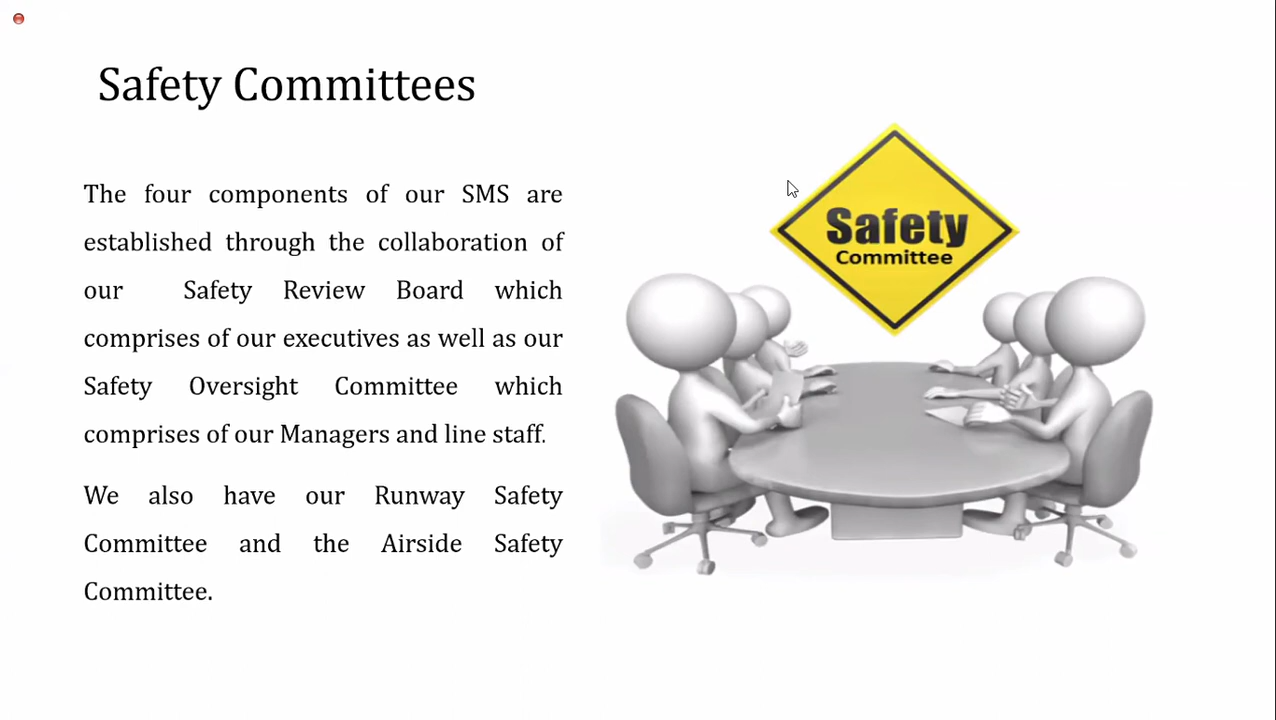 Safety Committees
The four components of our SMS are
established through the collaboration of
our Safety Review Board which
comprises of our executives as well as our
Safety Oversight Committee which
comprises of our Managers and line staff.
We also have our Runway Safety
Committee and the Airside Safety
Committee.
Safety
Committee